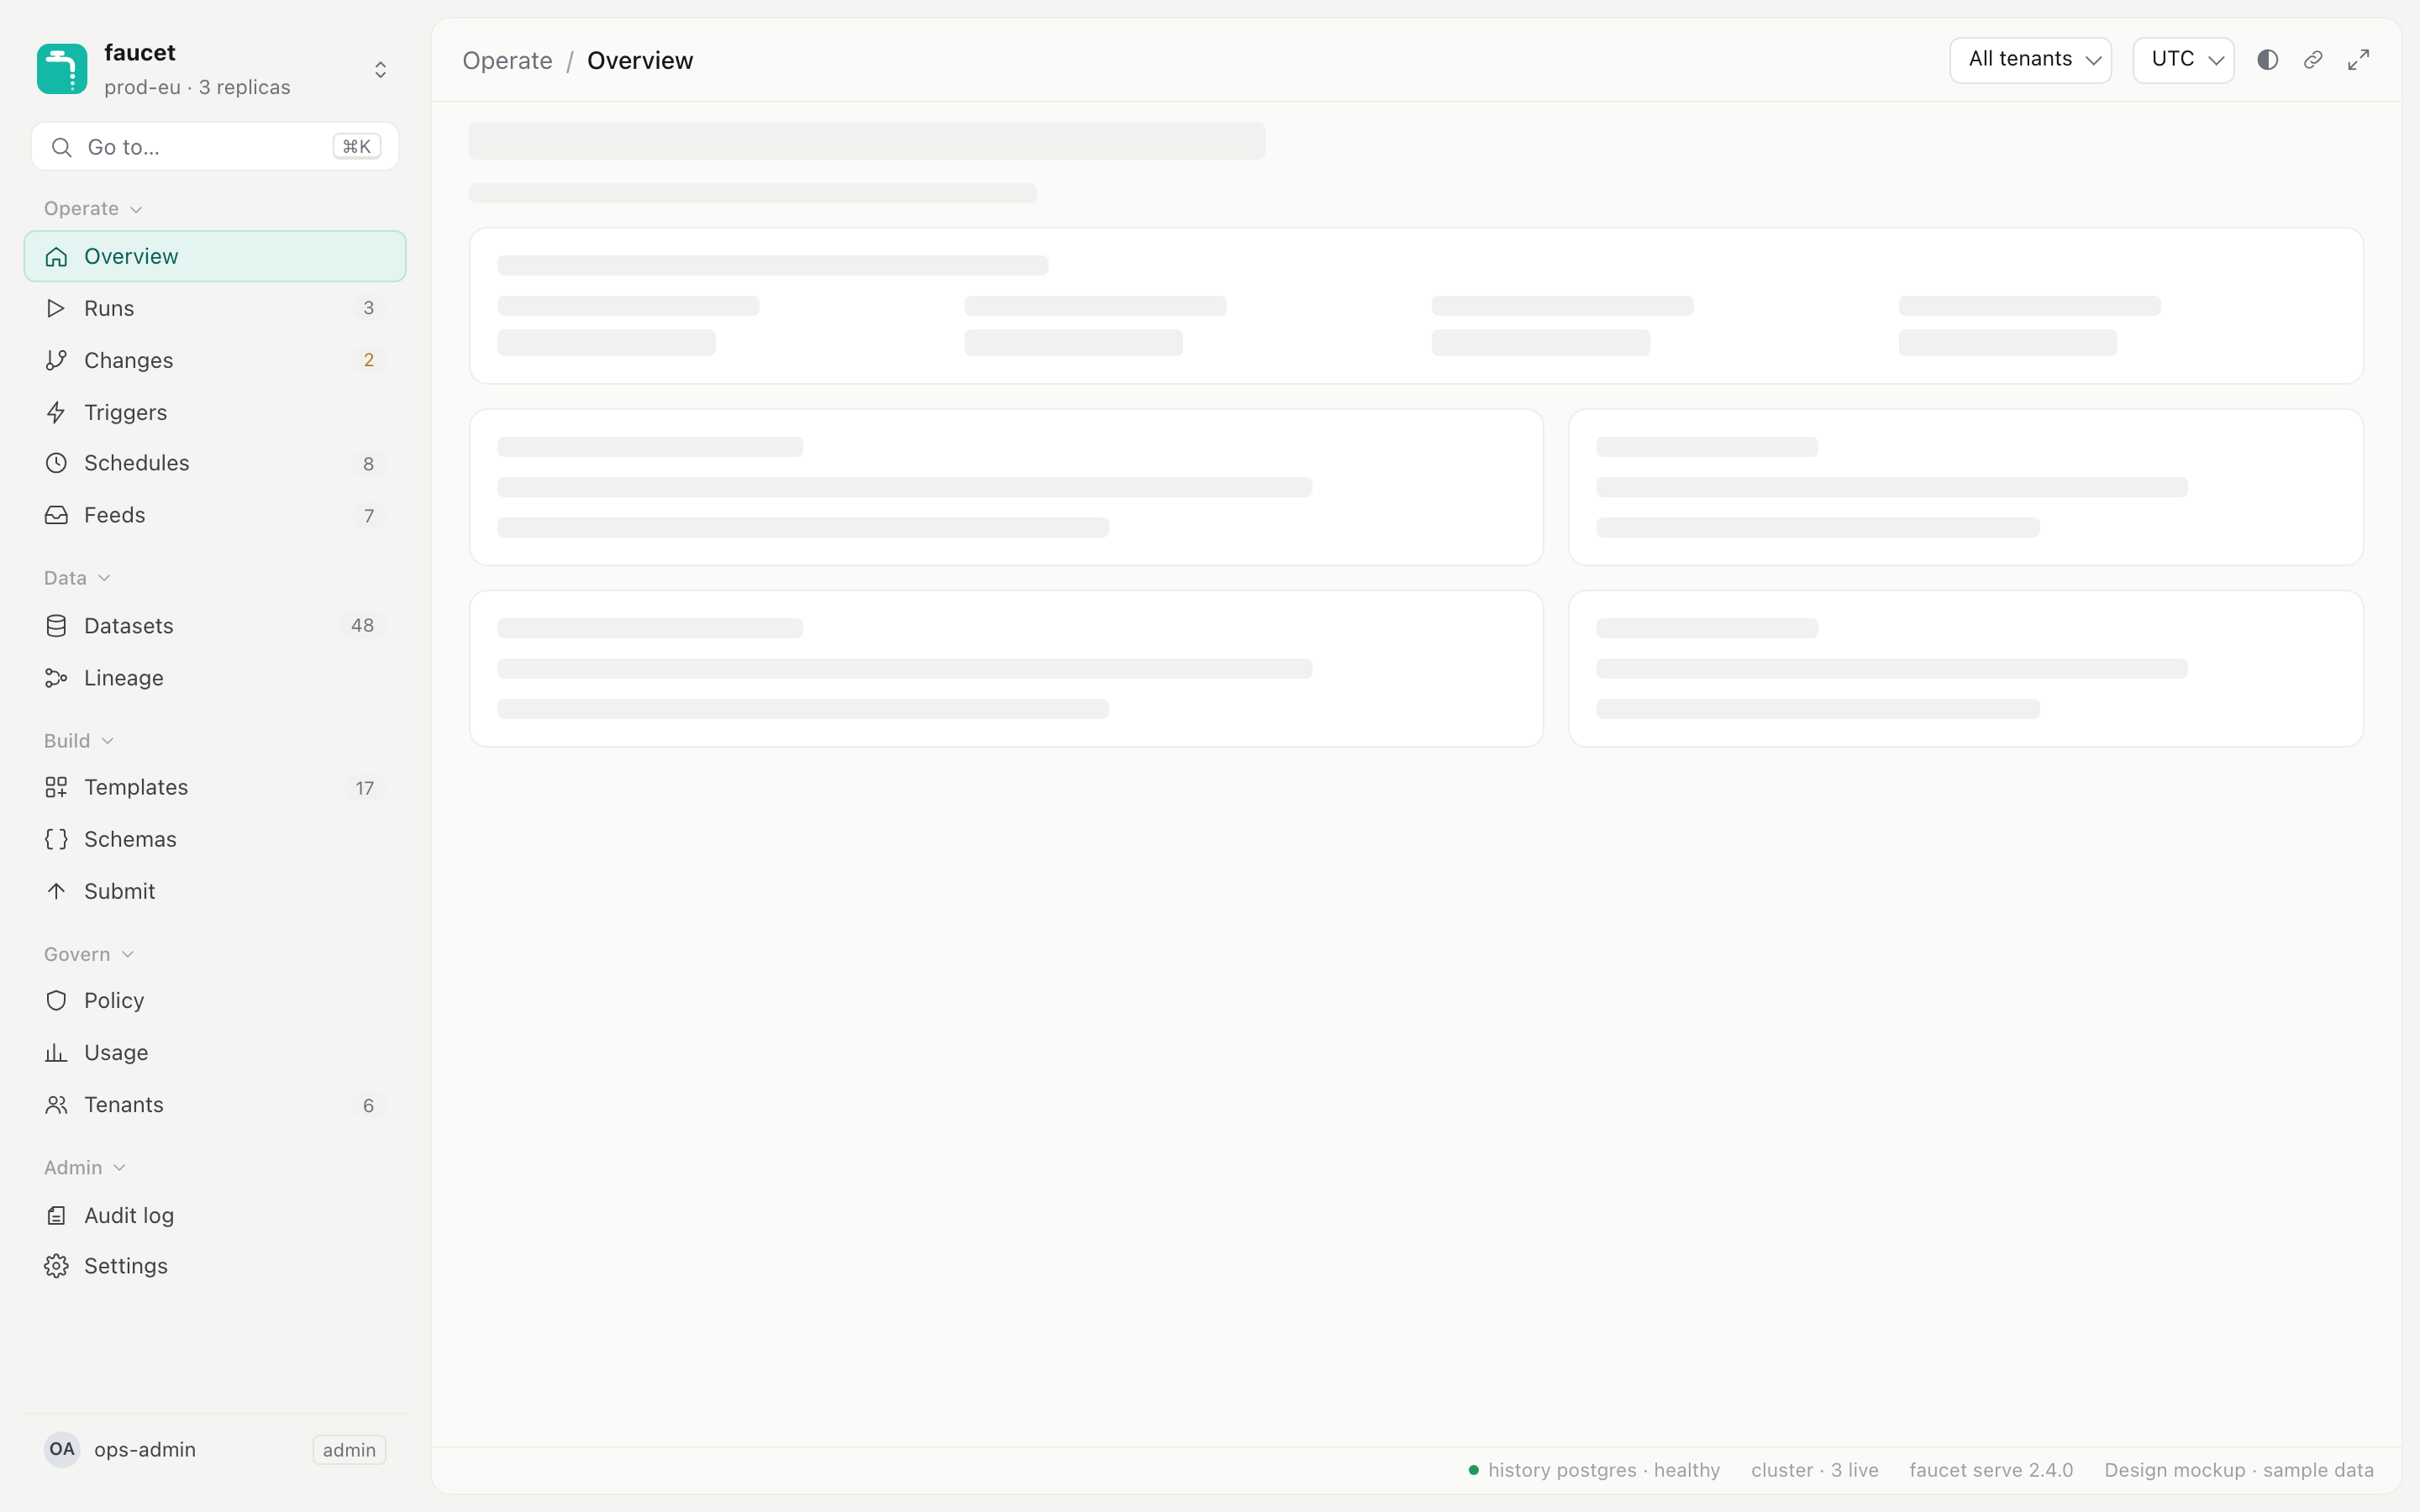 faucet
prod-eu · 3 replicas
Go to...
⌘K
Operate
Overview
Runs 3
Changes 2
Triggers
Schedules 8
Feeds 7
Data
Datasets 48
Lineage
Build
Templates 17
Schemas
Submit
Govern
Policy
Usage
Tenants 6
Admin
Audit log
Settings
OA ops-admin admin
Operate / Overview
All tenants
UTC
history postgres · healthy
cluster · 3 live
faucet serve 2.4.0
Design mockup · sample data